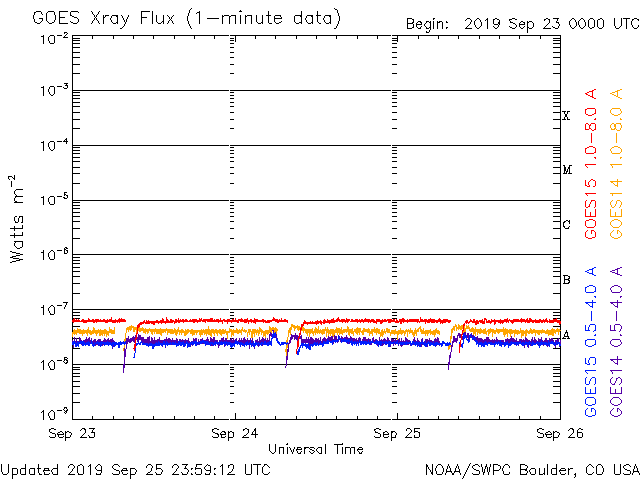 GOES Xray Flux (1-minute data)
Begin: 2019 Sep 23 0000 UTC
10⁻²
10⁻³
10⁻⁴
10⁻⁵
10⁻⁶
10⁻⁷
10⁻⁸
10⁻⁹
Watts m⁻²
X
M
C
B
A
GOES15 1.0-8.0 A
GOES14 1.0-8.0 A
GOES15 0.5-4.0 A
GOES14 0.5-4.0 A
Sep 23 Sep 24 Sep 25 Sep 26
Universal Time
Updated 2019 Sep 25 23:59:12 UTC
NOAA/SWPC Boulder, CO USA